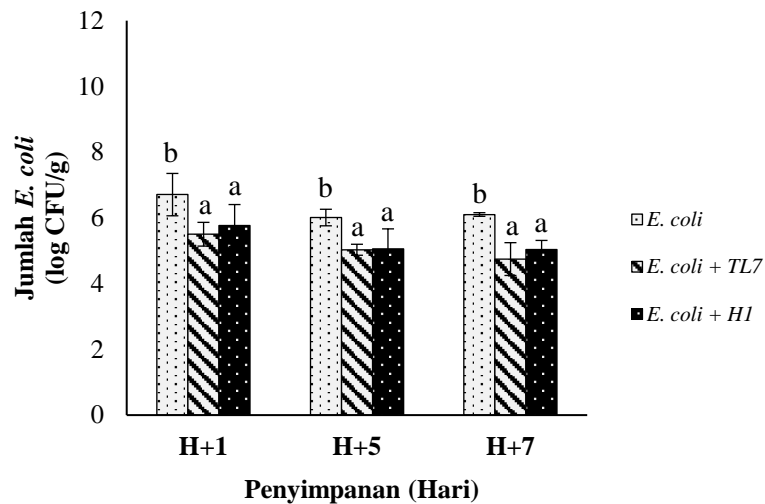 12
10
8
6
4
2
0
Jumlah E. coli
(log CFU/g)
b
a
a
b
a
a
b
a
a
H+1
H+5
H+7
Penyimpanan (Hari)
E. coli
E. coli + TL7
E. coli + H1